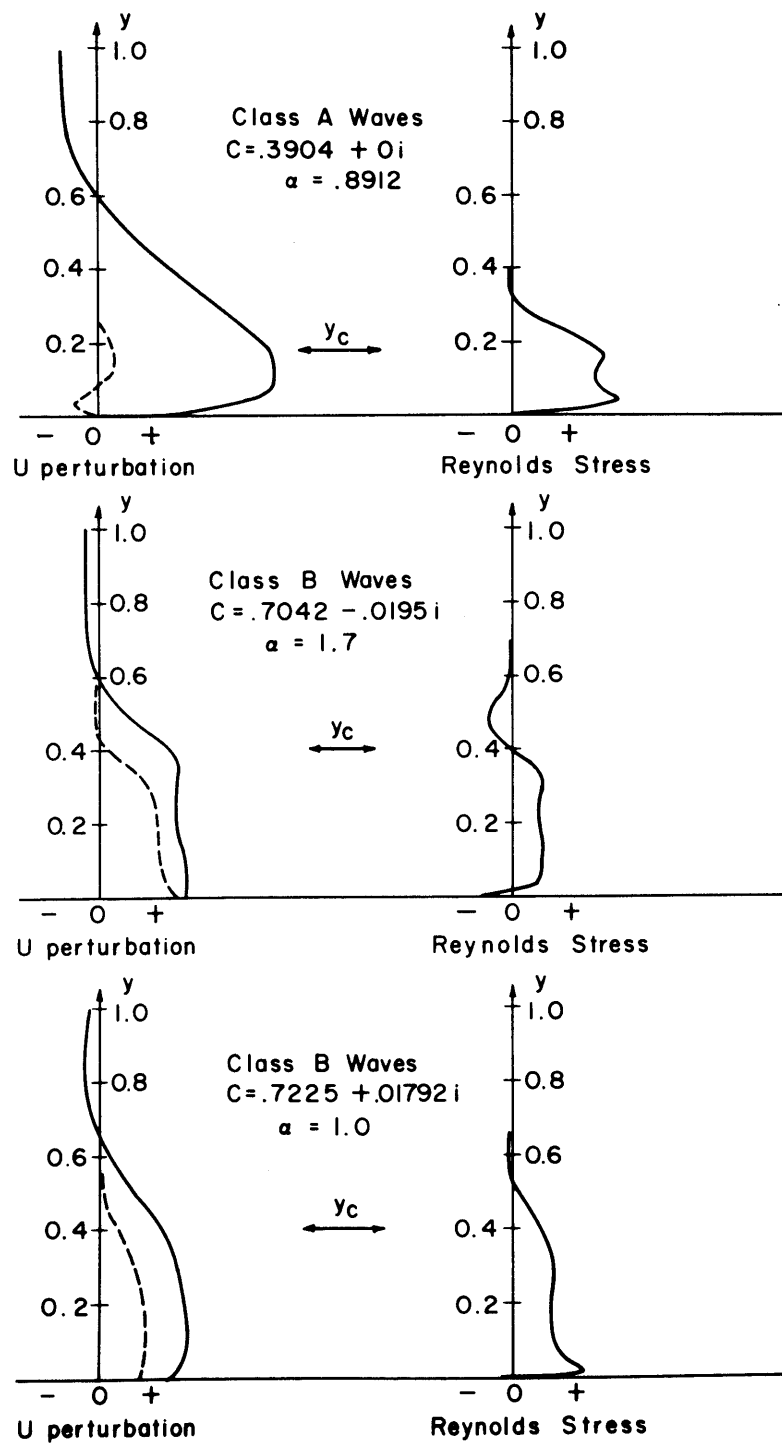 y y
1.0 1.0
Class A Waves
0.8 0.8
C=.3904 + 0i
α = .8912
0.6 0.6
0.4 0.4
yc
0.2 0.2
− 0 + − 0 +
U perturbation Reynolds Stress
y y
1.0 1.0
Class B Waves
0.8 0.8
C=.7042 -.0195i
α = 1.7
0.6 0.6
yc
0.4 0.4
0.2 0.2
− 0 + − 0 +
U perturbation Reynolds Stress
y y
1.0 1.0
Class B Waves
0.8 0.8
C=.7225 +.01792i
α = 1.0
0.6 0.6
yc
0.4 0.4
0.2 0.2
− 0 + − 0 +
U perturbation Reynolds Stress